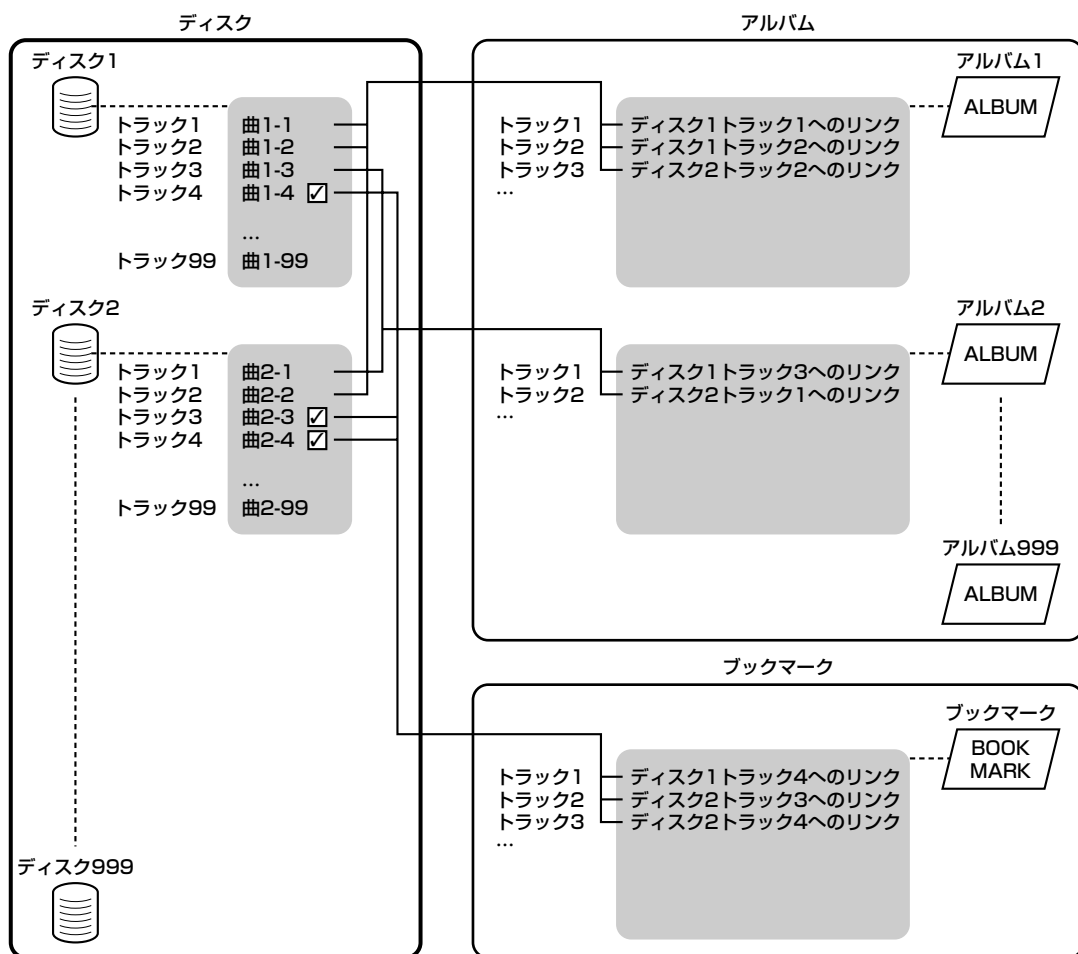 ディスク
ディスク1
トラック1 曲1-1
トラック2 曲1-2
トラック3 曲1-3
トラック4 曲1-4
...
トラック99 曲1-99
ディスク2
トラック1 曲2-1
トラック2 曲2-2
トラック3 曲2-3
トラック4 曲2-4
...
トラック99 曲2-99
ディスク999
アルバム
アルバム1
ALBUM
トラック1 ディスク1トラック1へのリンク
トラック2 ディスク1トラック2へのリンク
トラック3 ディスク2トラック2へのリンク
...
アルバム2
ALBUM
トラック1 ディスク1トラック3へのリンク
トラック2 ディスク2トラック1へのリンク
...
アルバム999
ALBUM
ブックマーク
ブックマーク
BOOK
MARK
トラック1 ディスク1トラック4へのリンク
トラック2 ディスク2トラック3へのリンク
トラック3 ディスク2トラック4へのリンク
...